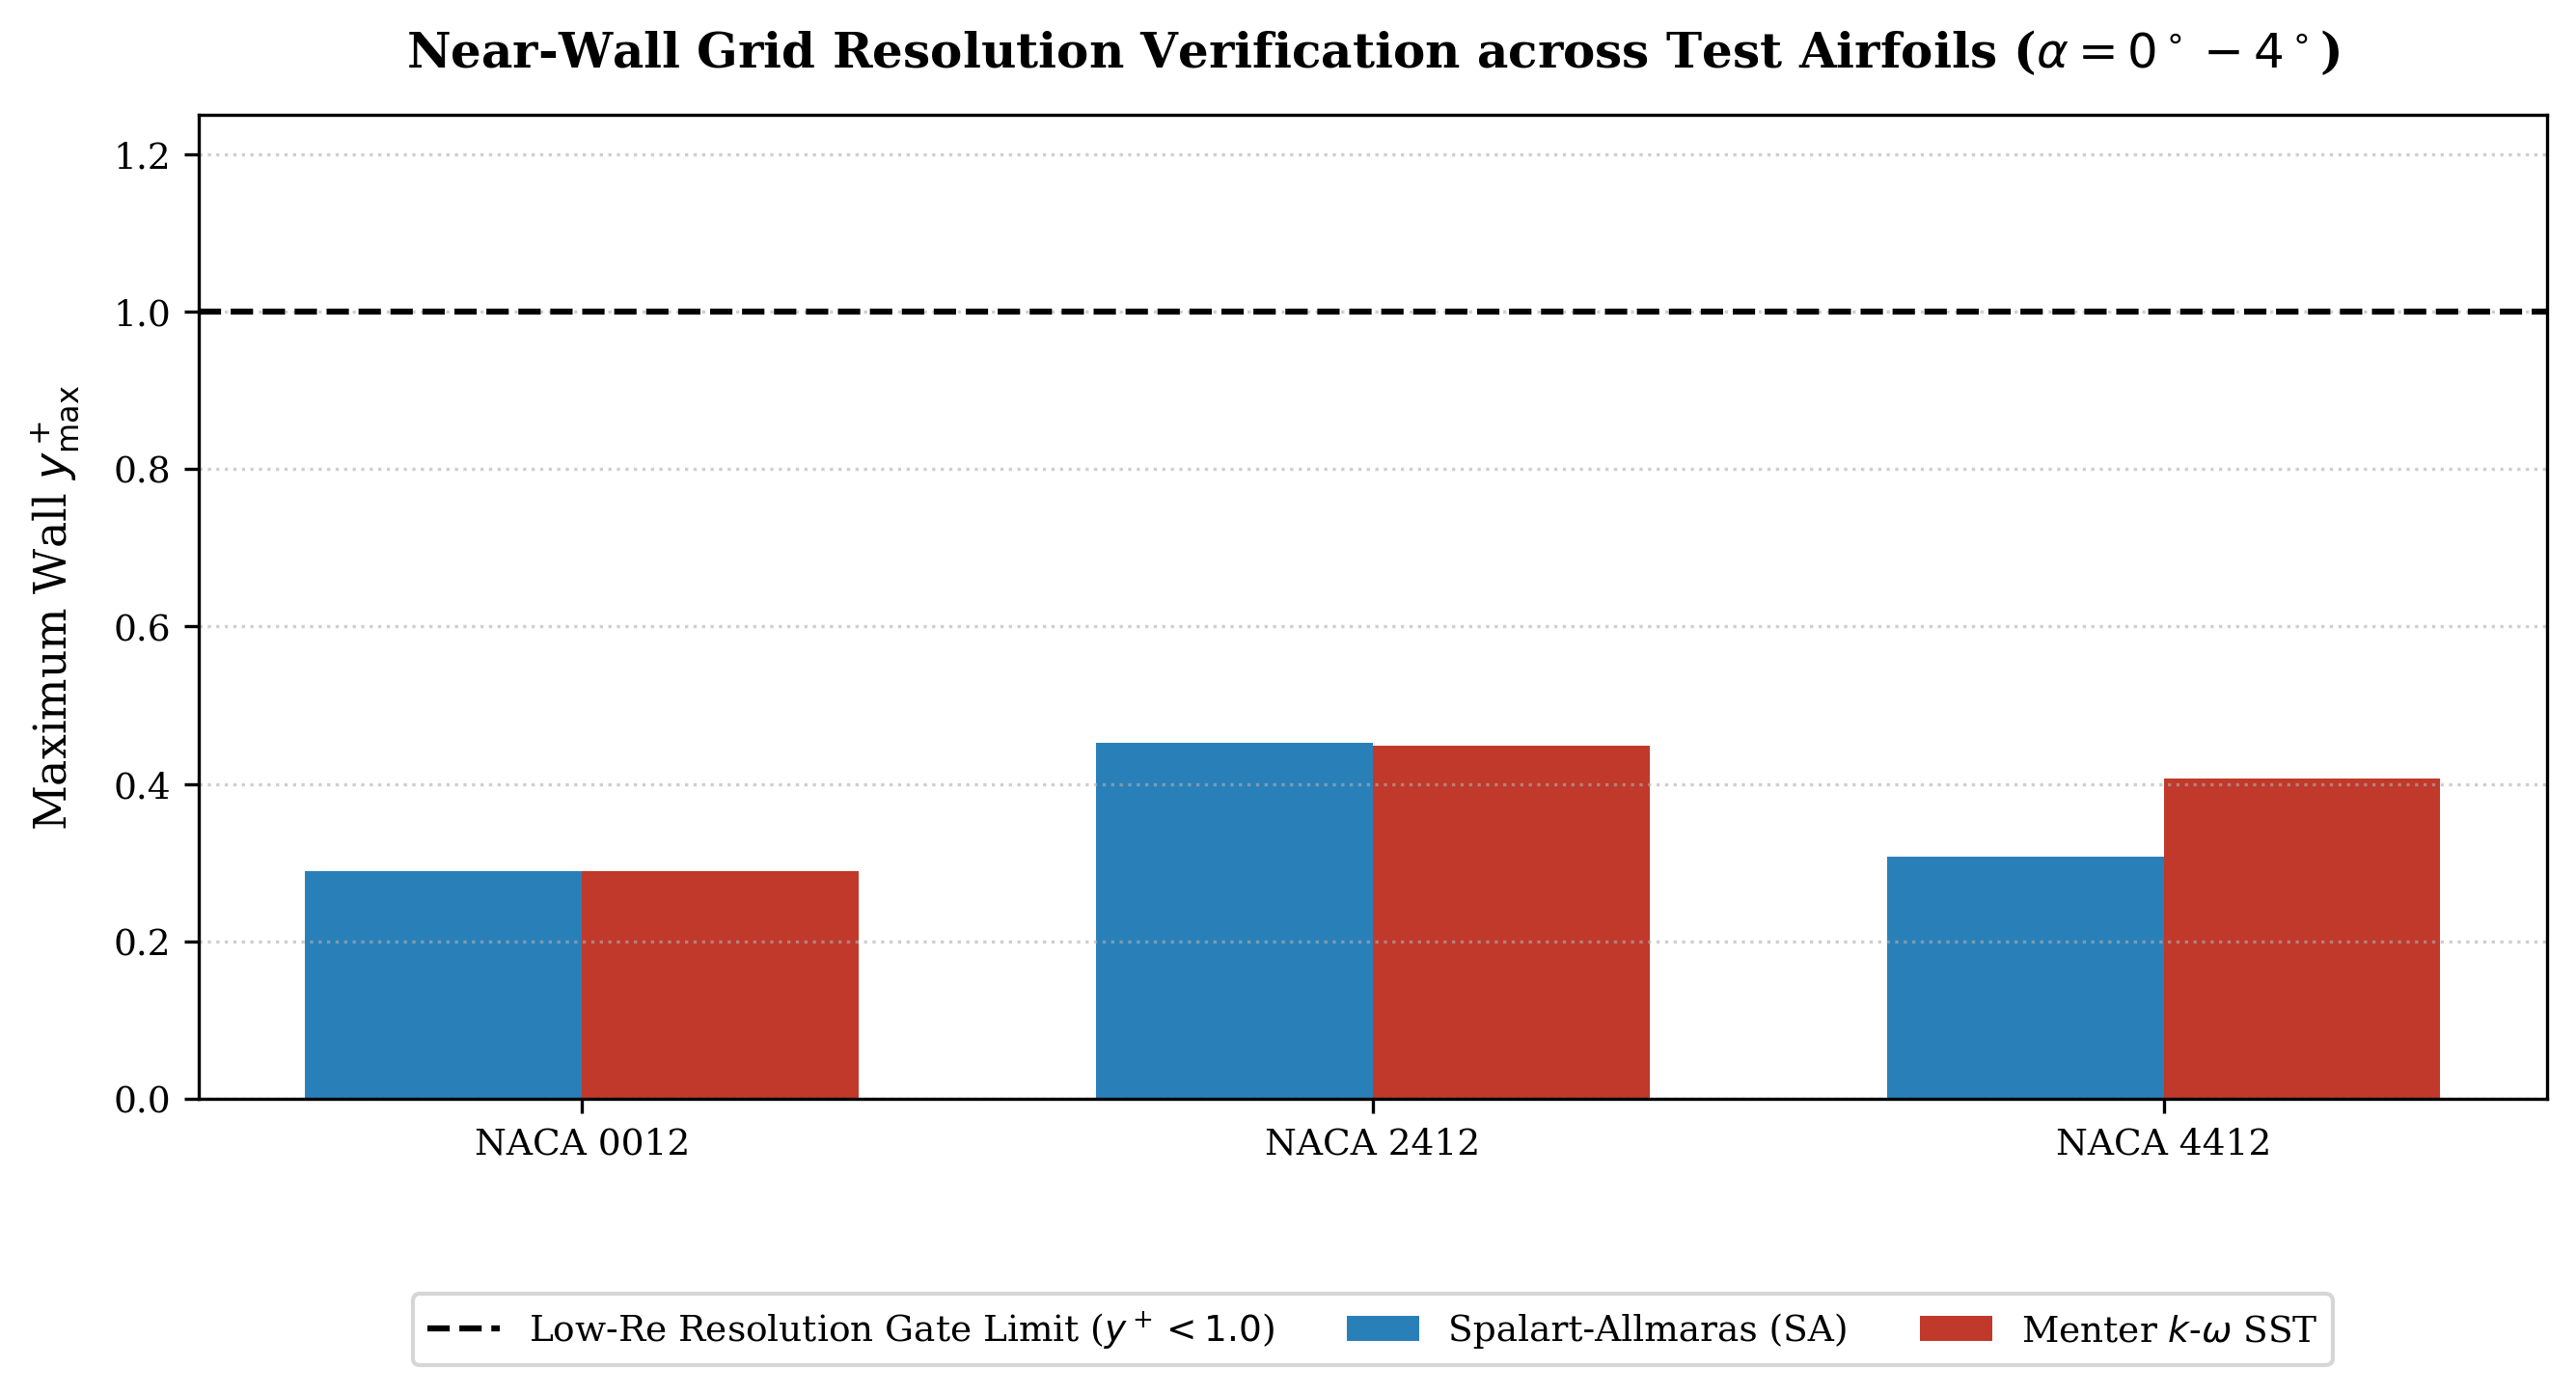 Near-Wall Grid Resolution Verification across Test Airfoils (α = 0° − 4°)
Maximum Wall y⁺max
1.2
1.0
0.8
0.6
0.4
0.2
0.0
NACA 0012 NACA 2412 NACA 4412
Low-Re Resolution Gate Limit (y⁺ < 1.0) Spalart-Allmaras (SA) Menter k-ω SST